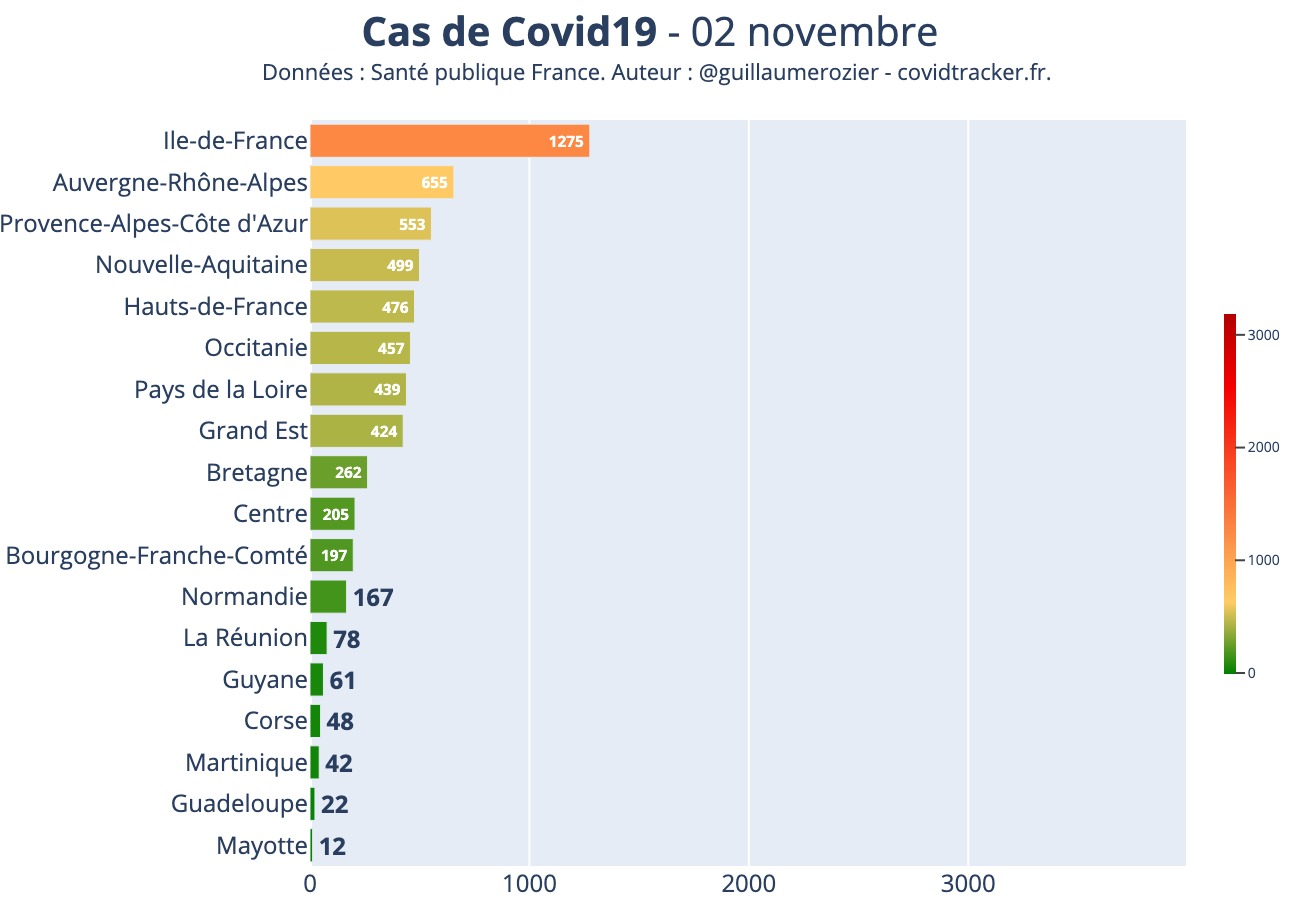 Cas de Covid19 - 02 novembre
Données : Santé publique France. Auteur : @guillaumerozier - covidtracker.fr.
Ile-de-France 1275
Auvergne-Rhône-Alpes 655
Provence-Alpes-Côte d'Azur 553
Nouvelle-Aquitaine 499
Hauts-de-France 476
Occitanie 457
Pays de la Loire 439
Grand Est 424
Bretagne 262
Centre 205
Bourgogne-Franche-Comté 197
Normandie 167
La Réunion 78
Guyane 61
Corse 48
Martinique 42
Guadeloupe 22
Mayotte 12
0 1000 2000 3000
3000
2000
1000
0